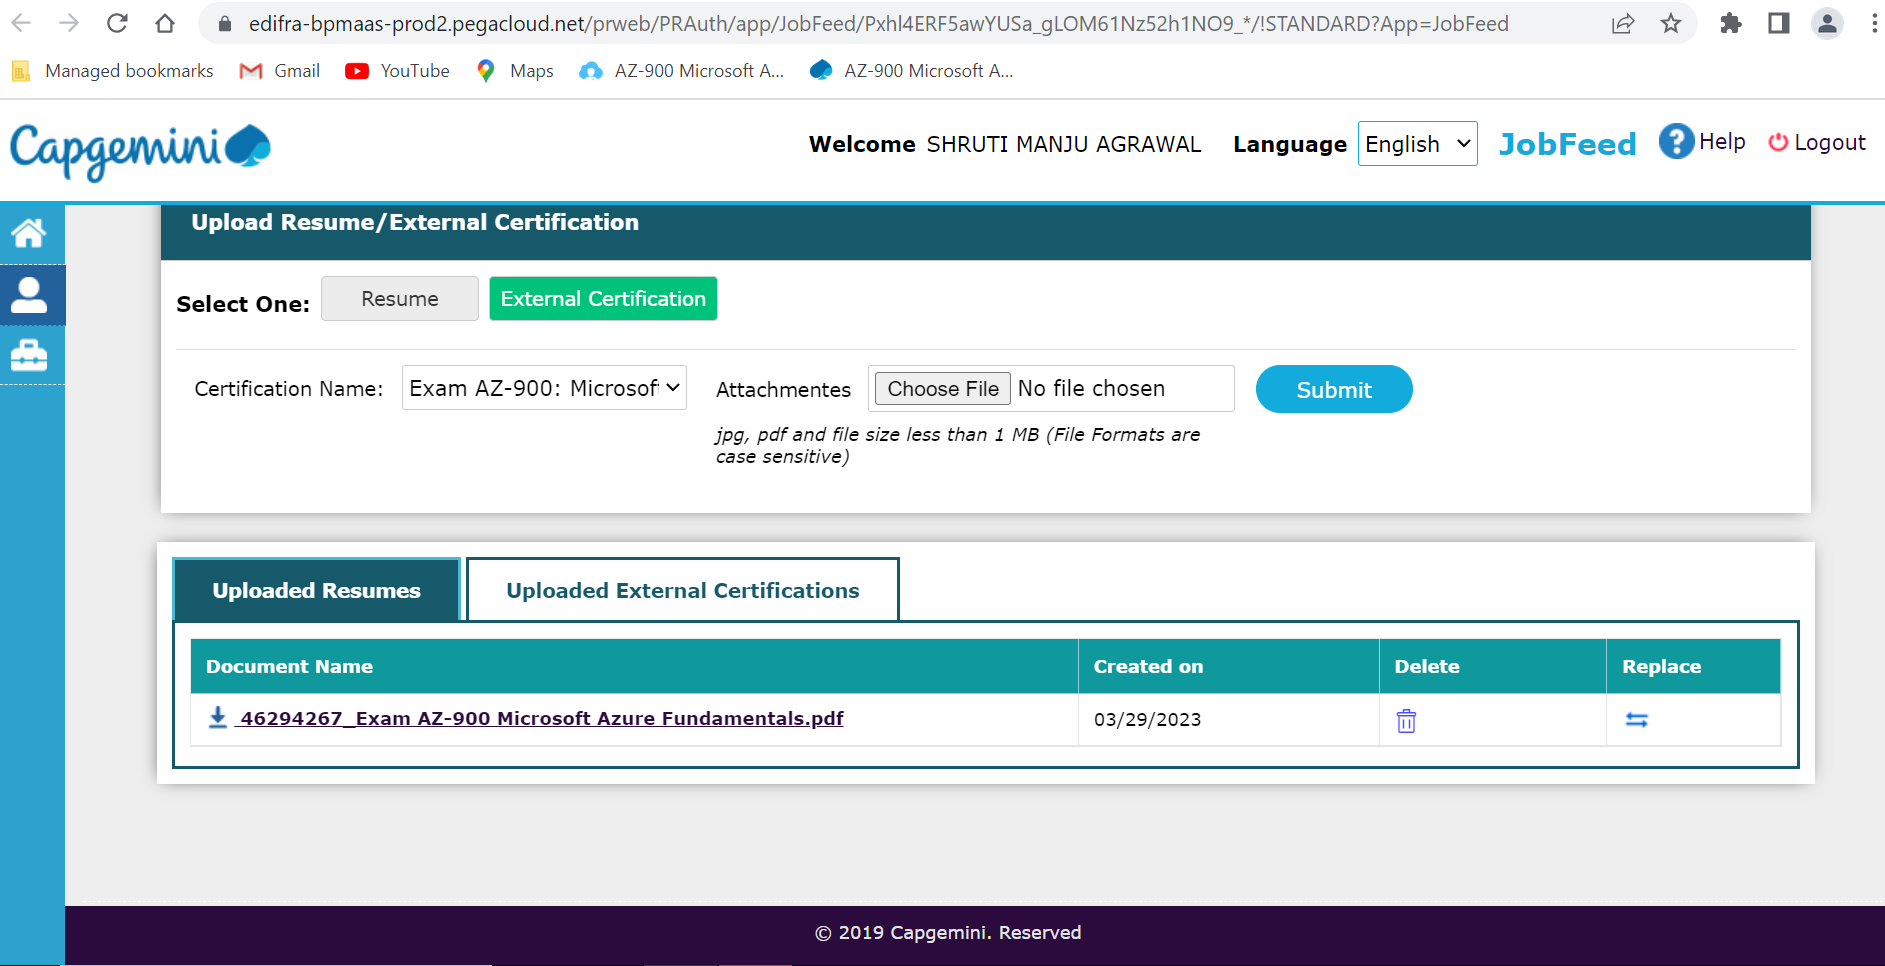 edifra-bpmaas-prod2.pegacloud.net/prweb/PRAuth/app/JobFeed/Pxhl4ERF5awYUSa_gLOM61Nz52h1NO9_*/!STANDARD?App=JobFeed
Managed bookmarks Gmail YouTube Maps AZ-900 Microsoft A... AZ-900 Microsoft A...
Capgemini Welcome SHRUTI MANJU AGRAWAL Language English JobFeed ? Help Logout
Upload Resume/External Certification
Select One: Resume External Certification
Certification Name: Exam AZ-900: Microsof Attachmentes Choose File No file chosen Submit
jpg, pdf and file size less than 1 MB (File Formats are
case sensitive)
Uploaded Resumes Uploaded External Certifications
Document Name Created on Delete Replace
46294267_Exam AZ-900 Microsoft Azure Fundamentals.pdf 03/29/2023
© 2019 Capgemini. Reserved